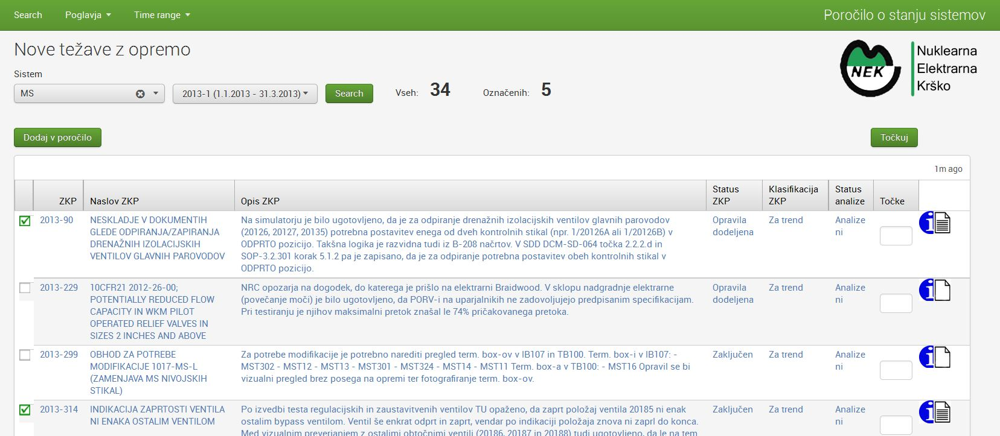 Search Poglavja Time range Poročilo o stanju sistemov
Nove težave z opremo
Nuklearna
Elektrarna
Krško
NEK
Sistem
MS 2013-1 (1.1.2013 - 31.3.2013) Search Vseh: 34 Označenih: 5
Dodaj v poročilo Točkuj
1m ago
ZKP Naslov ZKP Opis ZKP Status ZKP Klasifikacija ZKP Status analize Točke
2013-90
NESKLADJE V DOKUMENTIH
GLEDE ODPIRANJA/ZAPIRANJA
DRENAŽNIH IZOLACIJSKIH
VENTILOV GLAVNIH PAROVODOV
Na simulatorju je bilo ugotovljeno, da je za odpiranje drenažnih izolacijskih ventilov glavnih parovodov
(20126, 20127, 20135) potrebna postavitev enega od dveh kontrolnih stikal (npr. 1/20126A ali 1/20126B) v
ODPRTO pozicijo. Takšna logika je razvidna tudi iz B-208 načrtov. V SDD DCM-SD-064 točka 2.2.2.d in
SOP-3.2.301 korak 5.1.2 pa je zapisano, da je za odpiranje potrebna postavitev obeh kontrolnih stikal v
ODPRTO pozicijo.
Opravila
dodeljena
Za trend
Analize
ni
2013-229
10CFR21 2012-26-00;
POTENTIALLY REDUCED FLOW
CAPACITY IN WKM PILOT
OPERATED RELIEF VALVES IN
SIZES 2 INCHES AND ABOVE
NRC opozarja na dogodek, do katerega je prišlo na elektrarni Braidwood. V sklopu nadgradnje elektrarne
(povečanje moči) je bilo ugotovljeno, da PORV-i na uparjalnikih ne zadovoljujejo predpisanim specifikacijam.
Pri testiranju je njihov maksimalni pretok znašal le 74% pričakovanega pretoka.
Opravila
dodeljena
Za trend
Analize
ni
2013-299
OBHOD ZA POTREBE
MODIFIKACIJE 1017-MS-L
(ZAMENJAVA MS NIVOJSKIH
STIKAL)
Za potrebe modifikacije je potrebno narediti pregled term. box-ov v IB107 in TB100. Term. box-i v IB107: -
MST302 - MST12 - MST13 - MST301 - MST324 - MST14 - MST11 Term. box-a v TB100: - MST16 Opravil se bi
vizualni pregled brez posega na opremi ter fotografiranje term. box-ov.
Zaključen
Za trend
Analize
ni
2013-314
INDIKACIJA ZAPRTOSTI VENTILA
NI ENAKA OSTALIM VENTILOM
Po izvedbi testa regulacijskih in zaustavitvenih ventilov TU opaženo, da zaprt položaj ventila 20185 ni enak
ostalim bypass ventilom. Ventil še enkrat odprt in zaprt, vendar po indikaciji položaja znova ni zaprl do konca.
Med vizualnim preverjanjem z ostalimi obtočnimi ventili (20186, 20187 in 20188) tudi ugotovljeno, da le na tem
Zaključen
Za trend
Analize
ni